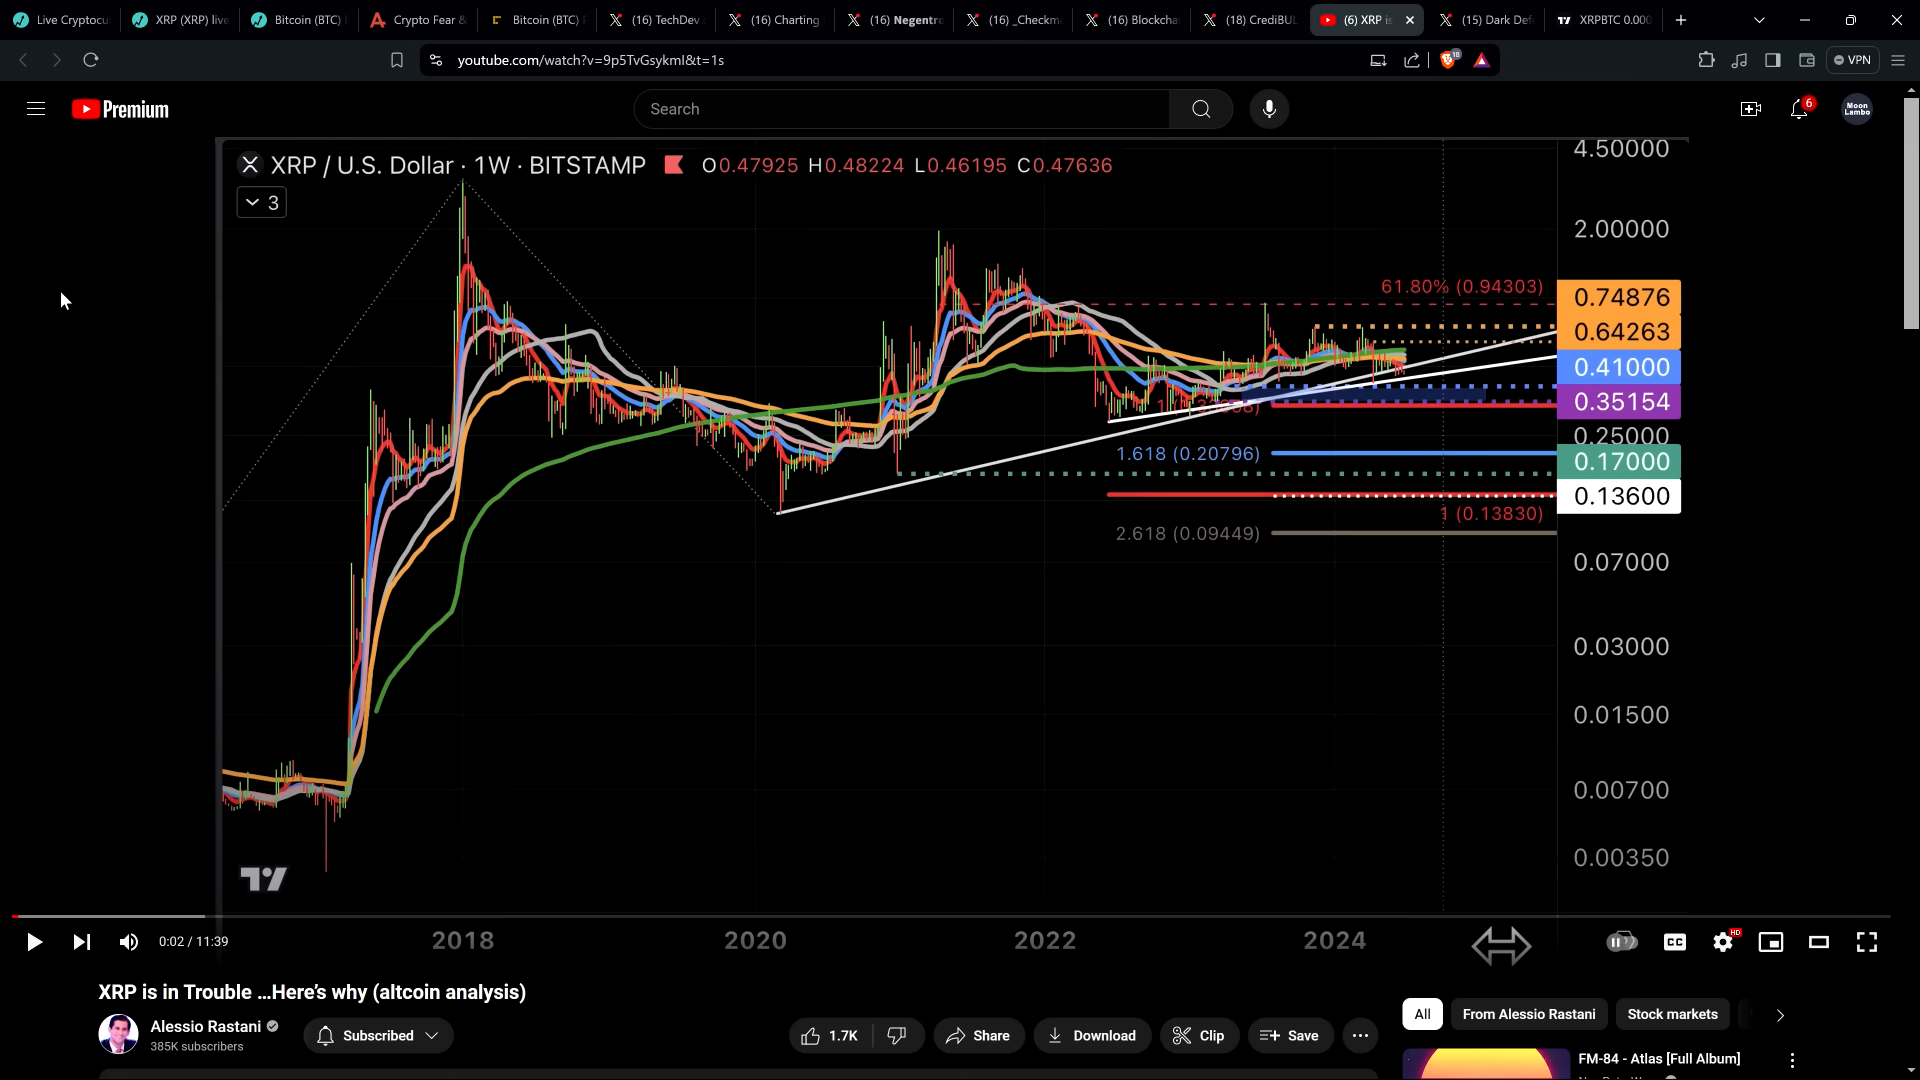 Live Cryptocu
XRP (XRP) live
Bitcoin (BTC)
Crypto Fear &
Bitcoin (BTC)
(16) TechDev
(16) Charting
(16) Negentro
(16) _Checkma
(16) Blockchai
(18) CrediBUL
(6) XRP is
(15) Dark Def
XRPBTC 0.000
youtube.com/watch?v=9p5TvGsykmI&t=1s
18
VPN
Premium
Search
6
Moon
Lambo
XRP / U.S. Dollar · 1W · BITSTAMP O0.47925 H0.48224 L0.46195 C0.47636
3
4.50000
2.00000
61.80% (0.94303)
0.74876
0.64263
0.41000
0.35154
0.25000
1.618 (0.20796)
0.17000
0.13600
1 (0.13830)
2.618 (0.09449)
0.07000
0.03000
0.01500
0.00700
0.00350
0:02 / 11:39
2018
2020
2022
2024
CC
HD
XRP is in Trouble ...Here's why (altcoin analysis)
Alessio Rastani
385K subscribers
Subscribed
1.7K
Share
Download
Clip
Save
All
From Alessio Rastani
Stock markets
FM-84 - Atlas [Full Album]